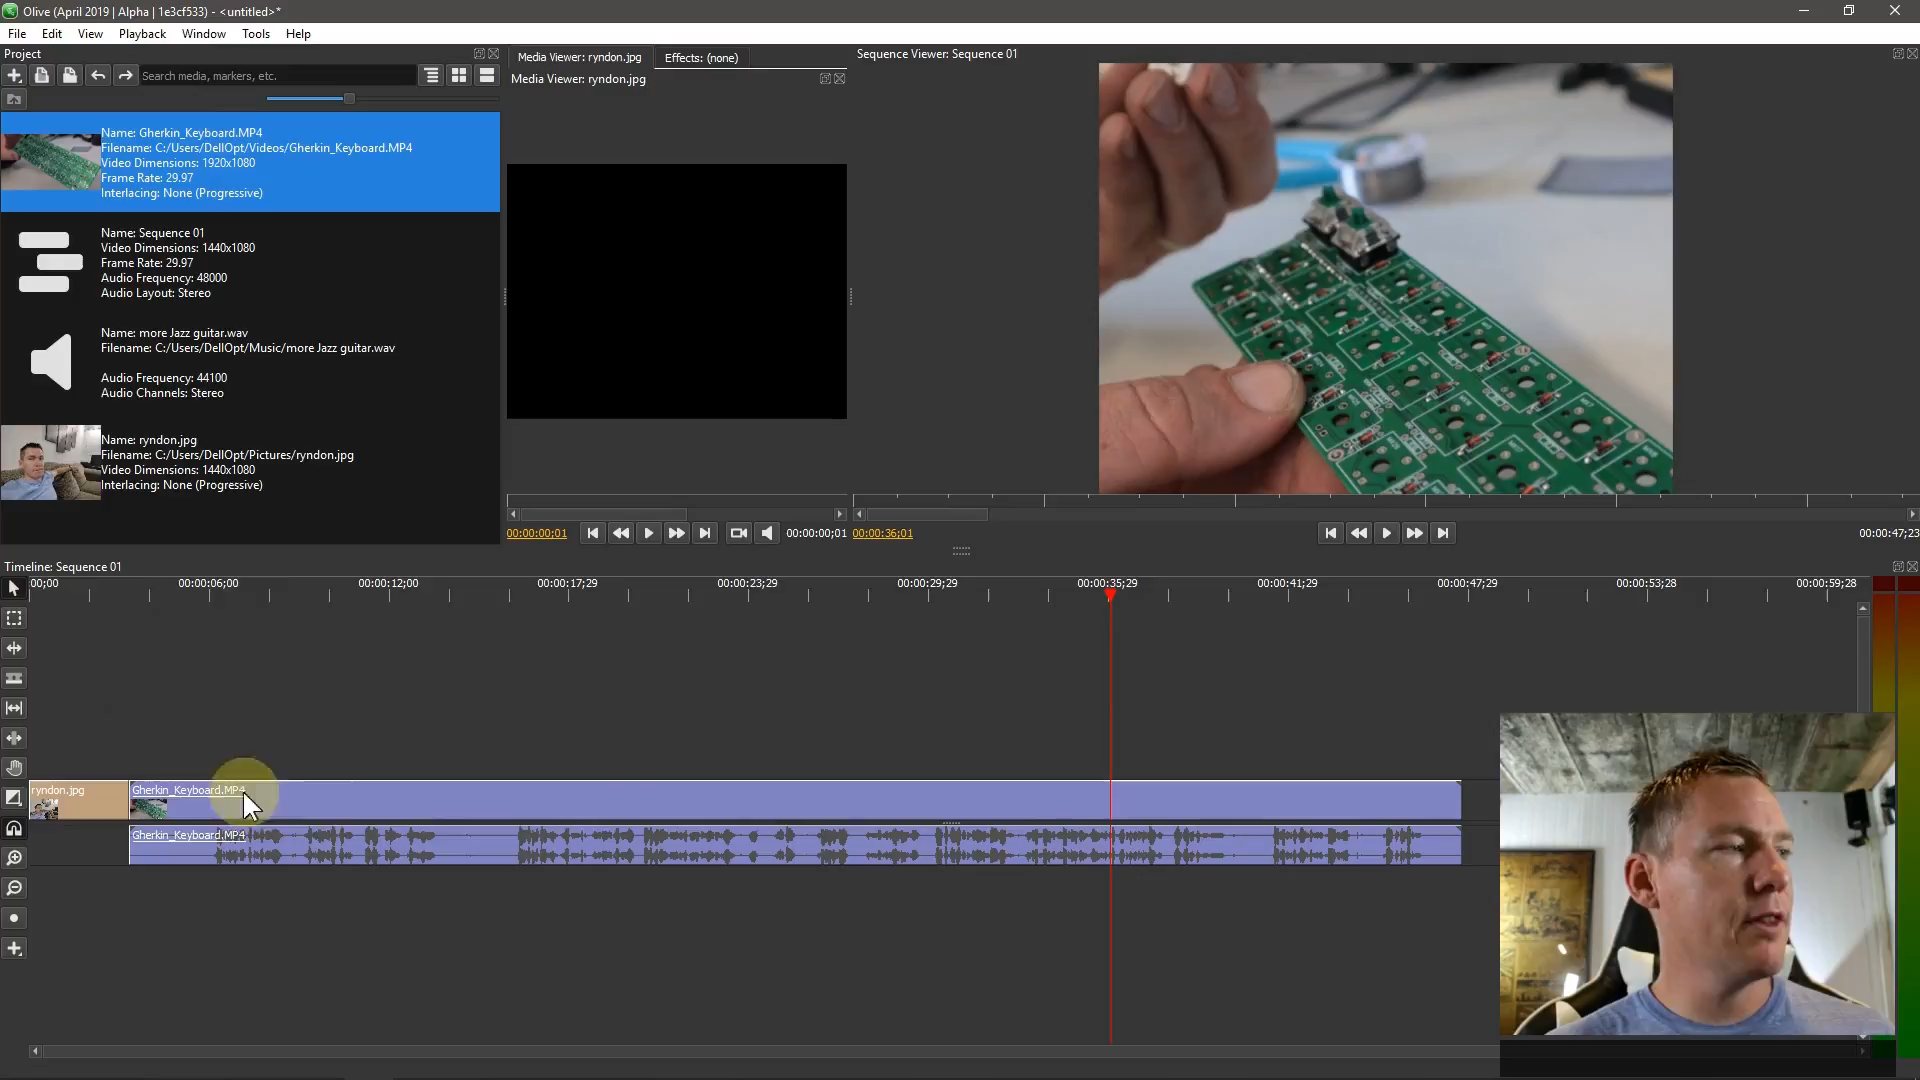 Olive (April 2019 | Alpha | 1e3cf533) - <untitled>*
File Edit View Playback Window Tools Help
Project
Search media, markers, etc.
Name: Gherkin_Keyboard.MP4
Filename: C:/Users/DellOpt/Videos/Gherkin_Keyboard.MP4
Video Dimensions: 1920x1080
Frame Rate: 29.97
Interlacing: None (Progressive)
Name: Sequence 01
Video Dimensions: 1440x1080
Frame Rate: 29.97
Audio Frequency: 48000
Audio Layout: Stereo
Name: more Jazz guitar.wav
Filename: C:/Users/DellOpt/Music/more Jazz guitar.wav
Audio Frequency: 44100
Audio Channels: Stereo
Name: ryndon.jpg
Filename: C:/Users/DellOpt/Pictures/ryndon.jpg
Video Dimensions: 1440x1080
Interlacing: None (Progressive)
Media Viewer: ryndon.jpg Effects: (none)
Media Viewer: ryndon.jpg
00:00:00;01 00:00:00;01
Sequence Viewer: Sequence 01
00:00:36;01 00:00:47;23
Timeline: Sequence 01
00;00 00:00:06;00 00:00:12;00 00:00:17;29 00:00:23;29 00:00:29;29 00:00:35;29 00:00:41;29 00:00:47;29 00:00:53;28 00:00:59;28
ryndon.jpg Gherkin_Keyboard.MP4
Gherkin_Keyboard.MP4